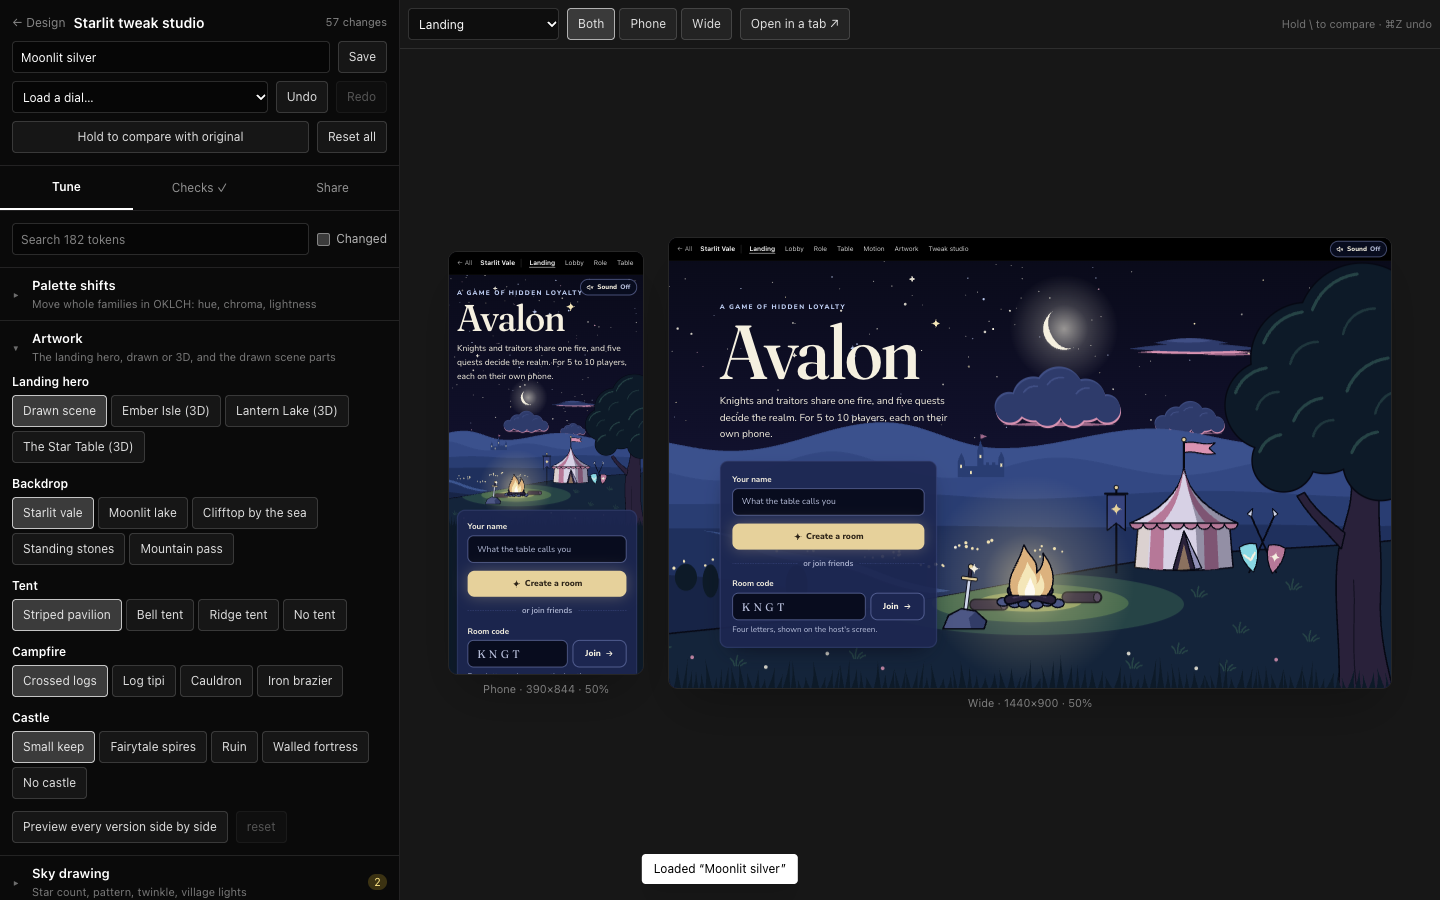 ← Design Starlit tweak studio 57 changes
Moonlit silver Save
Load a dial... Undo Redo
Hold to compare with original Reset all
Tune Checks ✓ Share
Search 182 tokens Changed
Palette shifts
Move whole families in OKLCH: hue, chroma, lightness
Artwork
The landing hero, drawn or 3D, and the drawn scene parts
Landing hero
Drawn scene Ember Isle (3D) Lantern Lake (3D)
The Star Table (3D)
Backdrop
Starlit vale Moonlit lake Clifftop by the sea
Standing stones Mountain pass
Tent
Striped pavilion Bell tent Ridge tent No tent
Campfire
Crossed logs Log tipi Cauldron Iron brazier
Castle
Small keep Fairytale spires Ruin Walled fortress
No castle
Preview every version side by side reset
Sky drawing 2
Star count, pattern, twinkle, village lights
Landing Both Phone Wide Open in a tab ↗ Hold \ to compare · ⌘Z undo
← All Starlit Vale Landing Lobby Role Table
Sound Off
A GAME OF HIDDEN LOYALTY
Avalon
Knights and traitors share one fire, and five
quests decide the realm. For 5 to 10 players,
each on their own phone.
Your name
What the table calls you
Create a room
or join friends
Room code
KNGT Join →
Phone · 390×844 · 50%
← All Starlit Vale Landing Lobby Role Table Motion Artwork Tweak studio Sound Off
A GAME OF HIDDEN LOYALTY
Avalon
Knights and traitors share one fire, and five quests
decide the realm. For 5 to 10 players, each on their
own phone.
Your name
What the table calls you
Create a room
or join friends
Room code
KNGT Join →
Four letters, shown on the host's screen.
Wide · 1440×900 · 50%
Loaded “Moonlit silver”